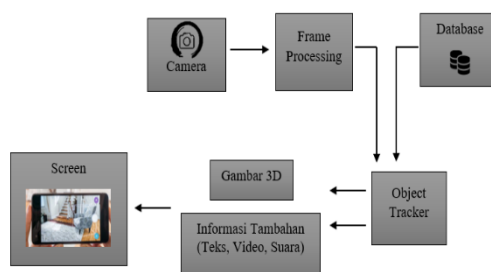 Camera
Frame
Processing
Database
Screen
Gambar 3D
Informasi Tambahan
(Teks, Video, Suara)
Object
Tracker